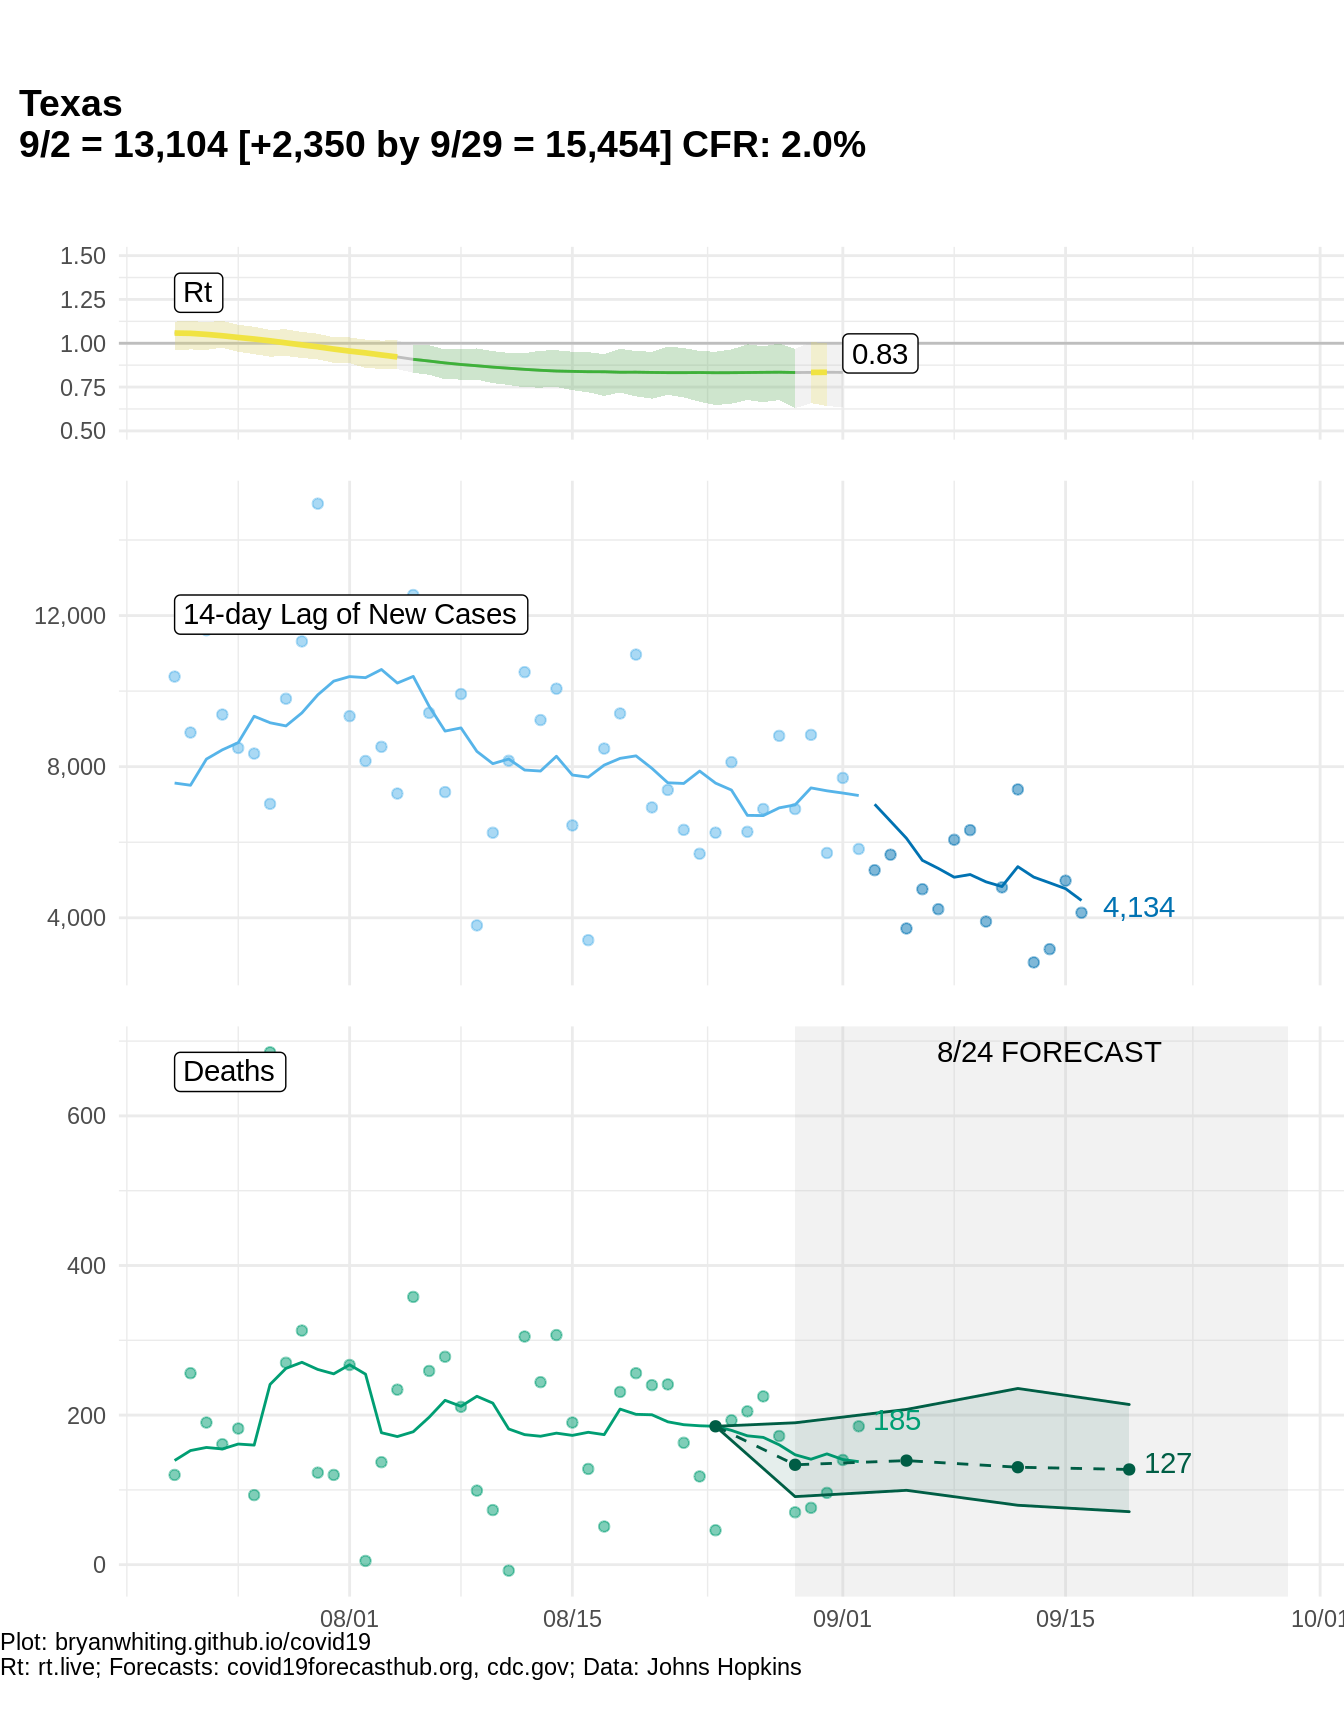 Texas
9/2 = 13,104 [+2,350 by 9/29 = 15,454] CFR: 2.0%
1.50
Rt
1.25
1.00
0.83
0.75
0.50
12,000
14-day Lag of New Cases
8,000
4,000
4,134
8/24 FORECAST
Deaths
600
400
200
185
127
0
08/01 08/15 09/01 09/15 10/01
Plot: bryanwhiting.github.io/covid19
Rt: rt.live; Forecasts: covid19forecasthub.org, cdc.gov; Data: Johns Hopkins